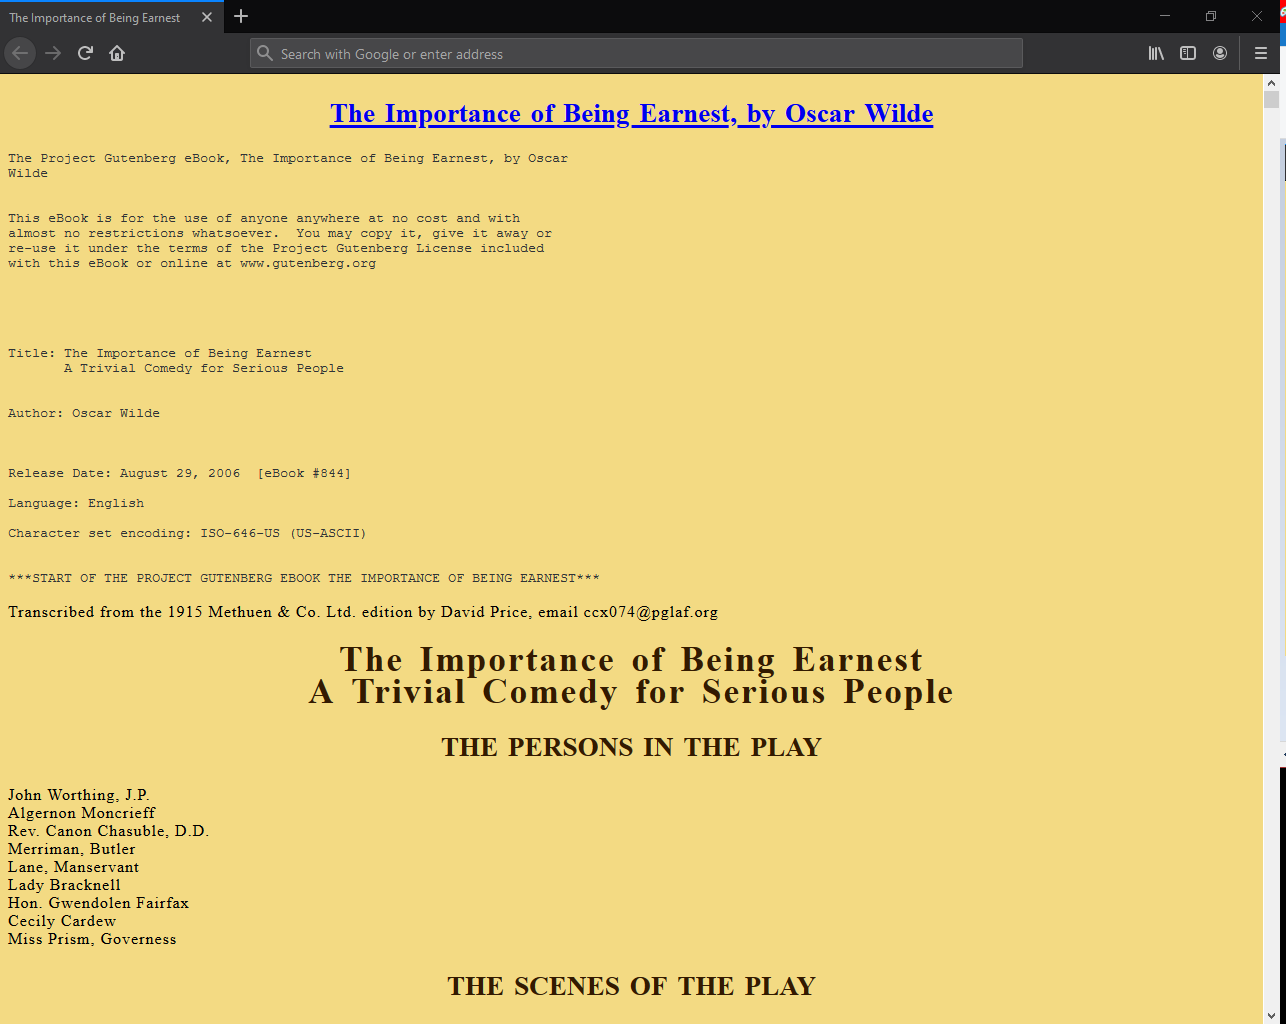 The Importance of Being Earnest
Search with Google or enter address
The Importance of Being Earnest, by Oscar Wilde
The Project Gutenberg eBook, The Importance of Being Earnest, by Oscar
Wilde
This eBook is for the use of anyone anywhere at no cost and with
almost no restrictions whatsoever.  You may copy it, give it away or
re-use it under the terms of the Project Gutenberg License included
with this eBook or online at www.gutenberg.org
Title: The Importance of Being Earnest
A Trivial Comedy for Serious People
Author: Oscar Wilde
Release Date: August 29, 2006  [eBook #844]
Language: English
Character set encoding: ISO-646-US (US-ASCII)
***START OF THE PROJECT GUTENBERG EBOOK THE IMPORTANCE OF BEING EARNEST***
Transcribed from the 1915 Methuen & Co. Ltd. edition by David Price, email ccx074@pglaf.org
The Importance of Being Earnest
A Trivial Comedy for Serious People
THE PERSONS IN THE PLAY
John Worthing, J.P.
Algernon Moncrieff
Rev. Canon Chasuble, D.D.
Merriman, Butler
Lane, Manservant
Lady Bracknell
Hon. Gwendolen Fairfax
Cecily Cardew
Miss Prism, Governess
THE SCENES OF THE PLAY